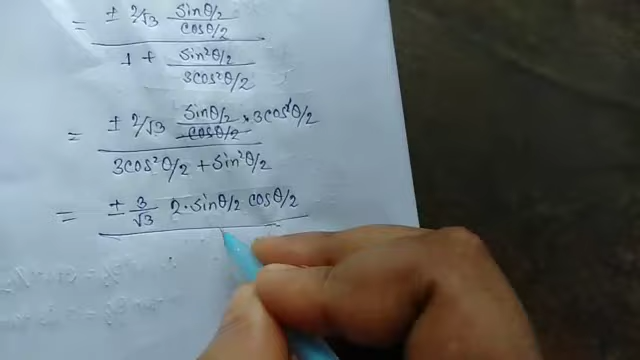 = ± 2/√3 sinθ/2 / cosθ/2
1 + sin²θ/2 / 3cos²θ/2
= ± 2/√3 sinθ/2 / cosθ/2 · 3cos²θ/2
3cos²θ/2 + sin²θ/2
= ± 3/√3 2·sinθ/2 cosθ/2